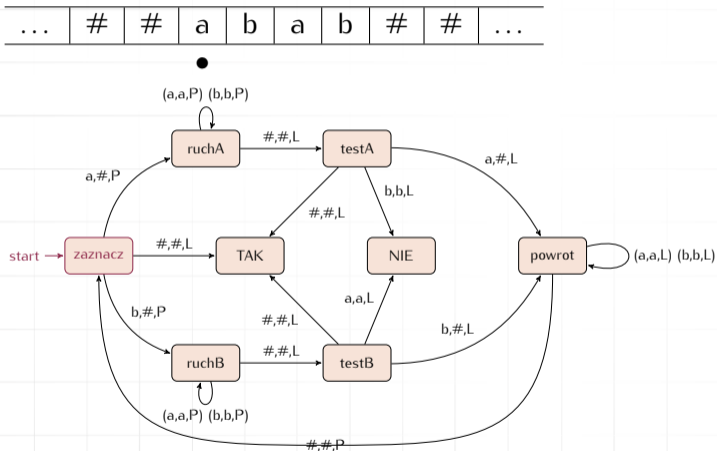 ... # # a b a b # # ...
(a,a,P) (b,b,P)
ruchA
#,#,L
testA
a,#,L
a,#,P
b,b,L
#,#,L
start
zaznacz
#,#,L
TAK
NIE
powrot
(a,a,L) (b,b,L)
b,#,P
a,a,L
#,#,L
b,#,L
ruchB
#,#,L
testB
(a,a,P) (b,b,P)
#,#,P